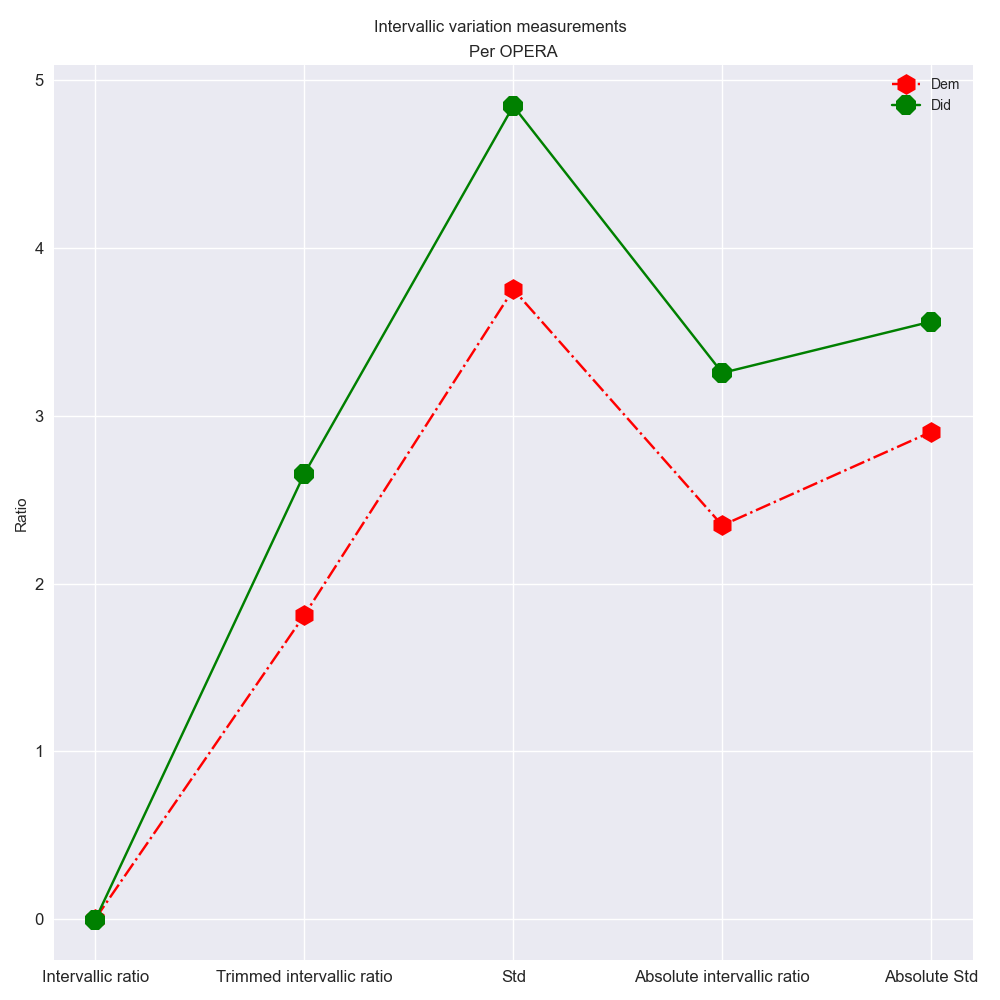 Intervallic variation measurements
Per OPERA
Dem
Did
5
4
3
2
1
0
Ratio
Intervallic ratio
Trimmed intervallic ratio
Std
Absolute intervallic ratio
Absolute Std